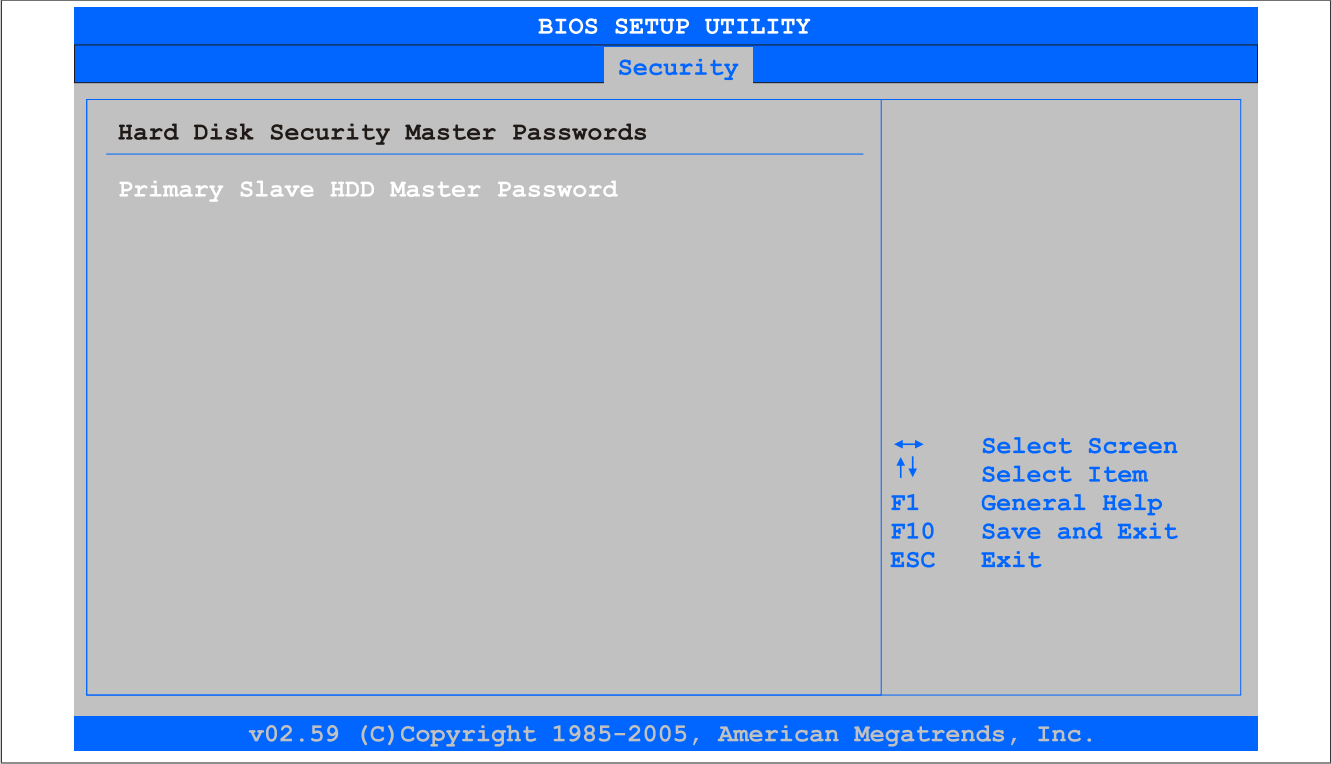 BIOS SETUP UTILITY
Security
Hard Disk Security Master Passwords
Primary Slave HDD Master Password
↔ Select Screen
↑↓ Select Item
F1 General Help
F10 Save and Exit
ESC Exit
v02.59 (C)Copyright 1985-2005, American Megatrends, Inc.